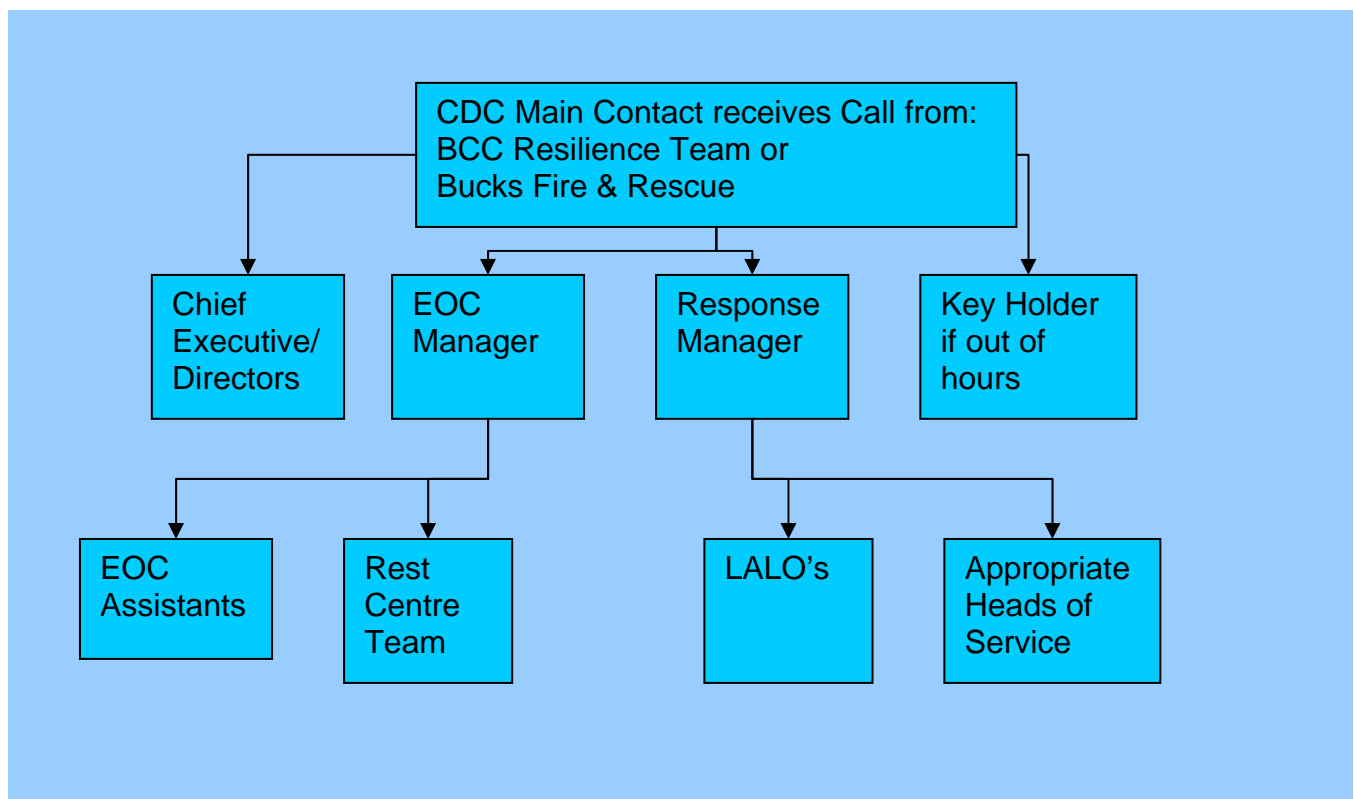 CDC Main Contact receives Call from:
BCC Resilience Team or
Bucks Fire & Rescue
Chief
Executive/
Directors
EOC
Manager
Response
Manager
Key Holder
if out of
hours
EOC
Assistants
Rest
Centre
Team
LALO’s
Appropriate
Heads of
Service